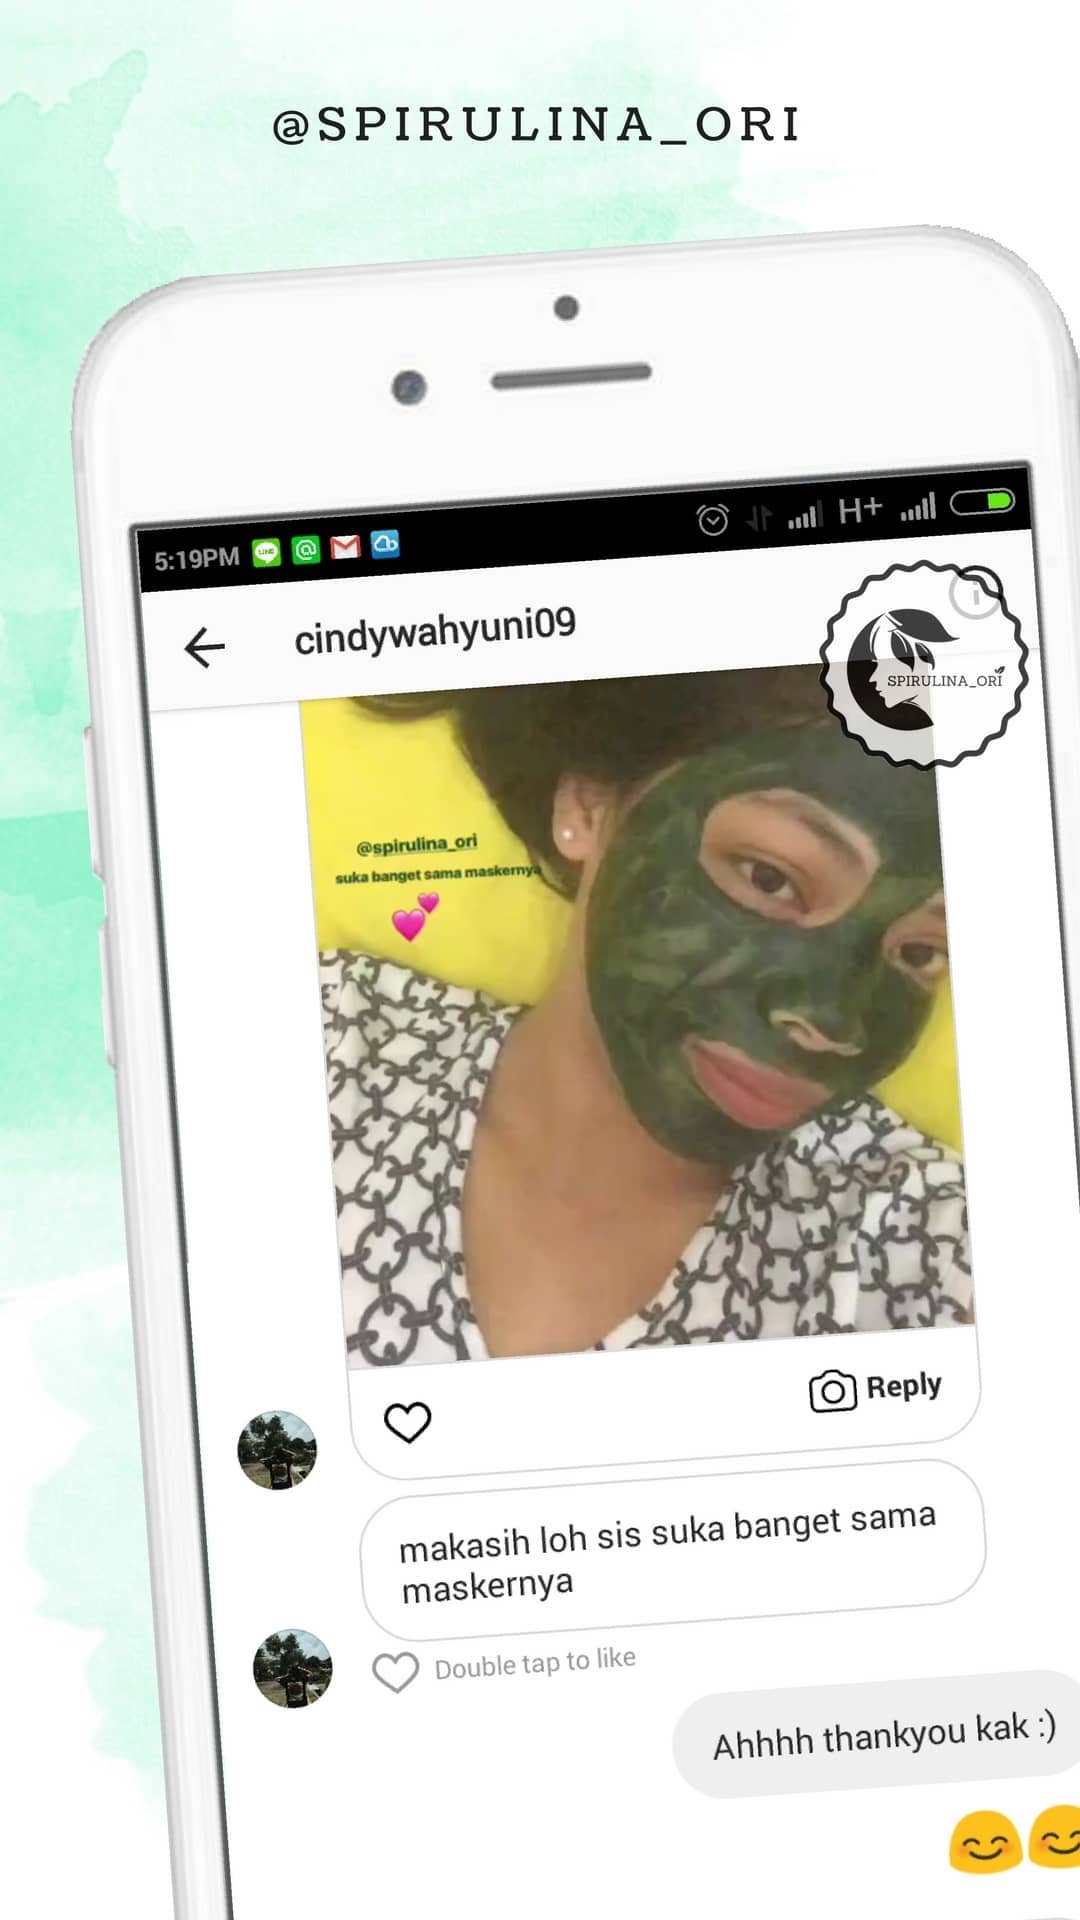 @SPIRULINA_ORI
5:19PM
LINE
H+
cindywahyuni09
SPIRULINA_ORI
@spirulina_ori
suka banget sama maskernya
Reply
makasih loh sis suka banget sama
maskernya
Double tap to like
Ahhhh thankyou kak :)